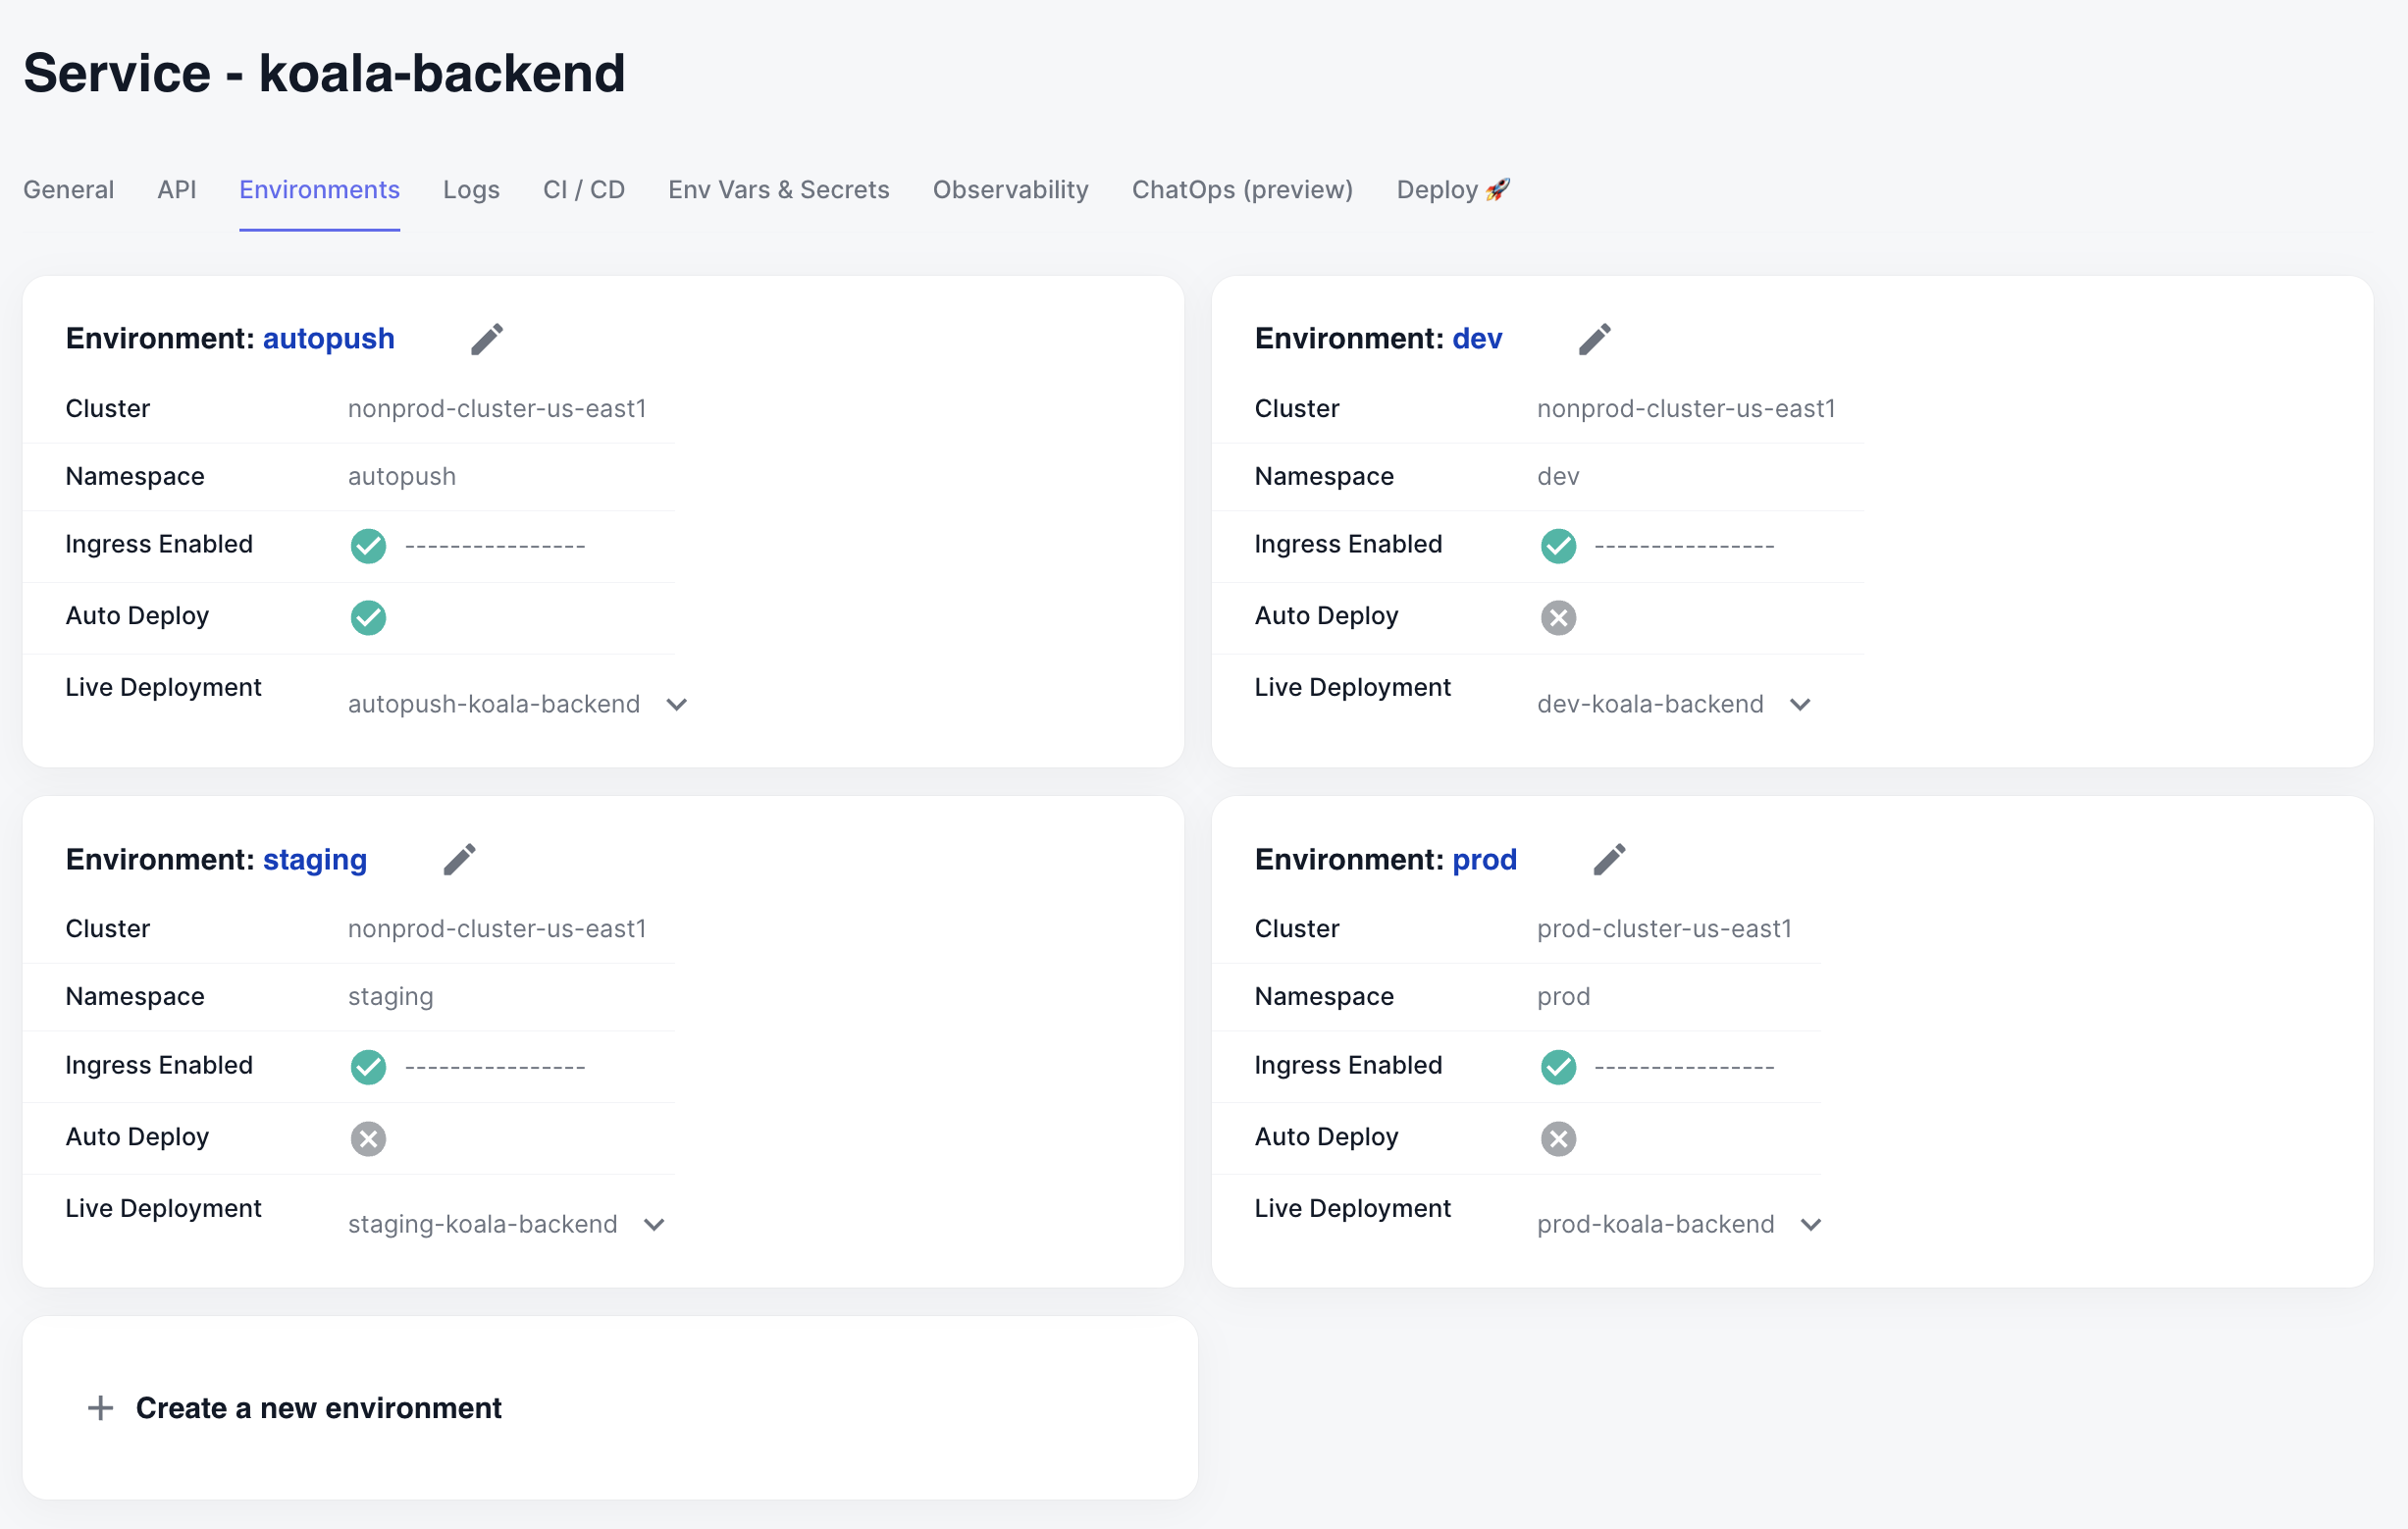 Service - koala-backend
General API Environments Logs CI / CD Env Vars & Secrets Observability ChatOps (preview) Deploy 🚀
Environment: autopush
Cluster nonprod-cluster-us-east1
Namespace autopush
Ingress Enabled ----------------
Auto Deploy
Live Deployment autopush-koala-backend
Environment: dev
Cluster nonprod-cluster-us-east1
Namespace dev
Ingress Enabled ----------------
Auto Deploy
Live Deployment dev-koala-backend
Environment: staging
Cluster nonprod-cluster-us-east1
Namespace staging
Ingress Enabled ----------------
Auto Deploy
Live Deployment staging-koala-backend
Environment: prod
Cluster prod-cluster-us-east1
Namespace prod
Ingress Enabled ----------------
Auto Deploy
Live Deployment prod-koala-backend
+ Create a new environment